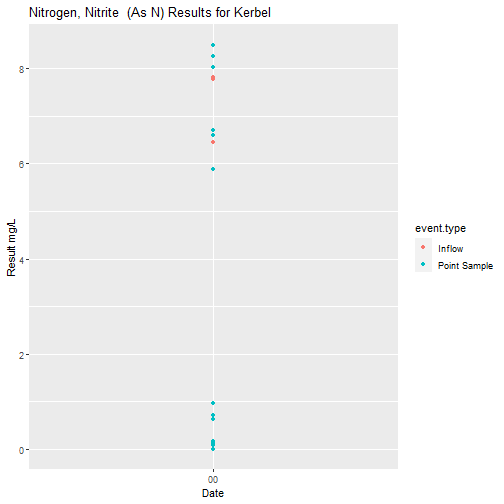 Nitrogen, Nitrite  (As N) Results for Kerbel
8
6
4
2
0
Result mg/L
00
Date
event.type
Inflow
Point Sample